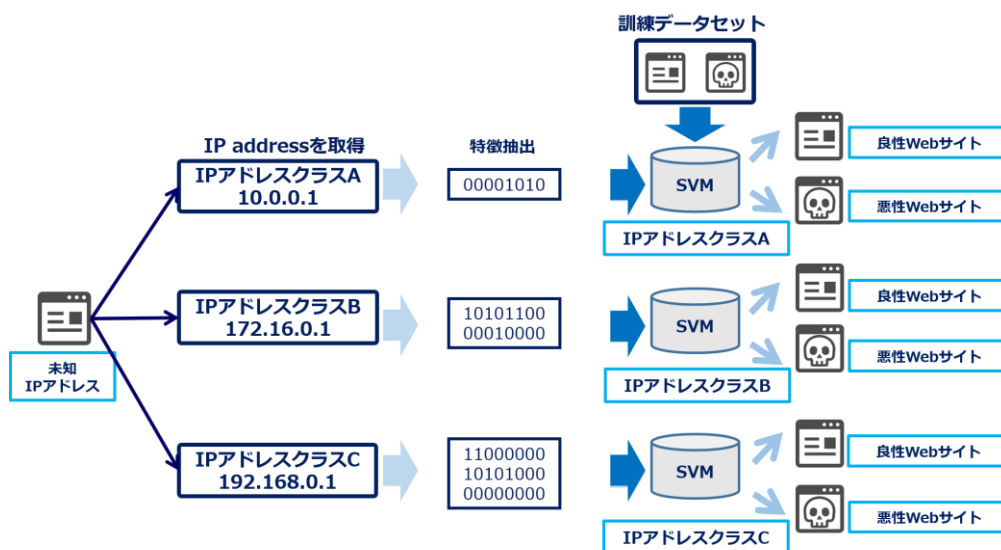 訓練データセット
IP addressを取得
特徴抽出
IPアドレスクラスA
10.0.0.1
00001010
SVM
良性Webサイト
悪性Webサイト
IPアドレスクラスA
未知
IPアドレス
IPアドレスクラスB
172.16.0.1
10101100
00010000
SVM
良性Webサイト
悪性Webサイト
IPアドレスクラスB
IPアドレスクラスC
192.168.0.1
11000000
10101000
00000000
SVM
良性Webサイト
悪性Webサイト
IPアドレスクラスC